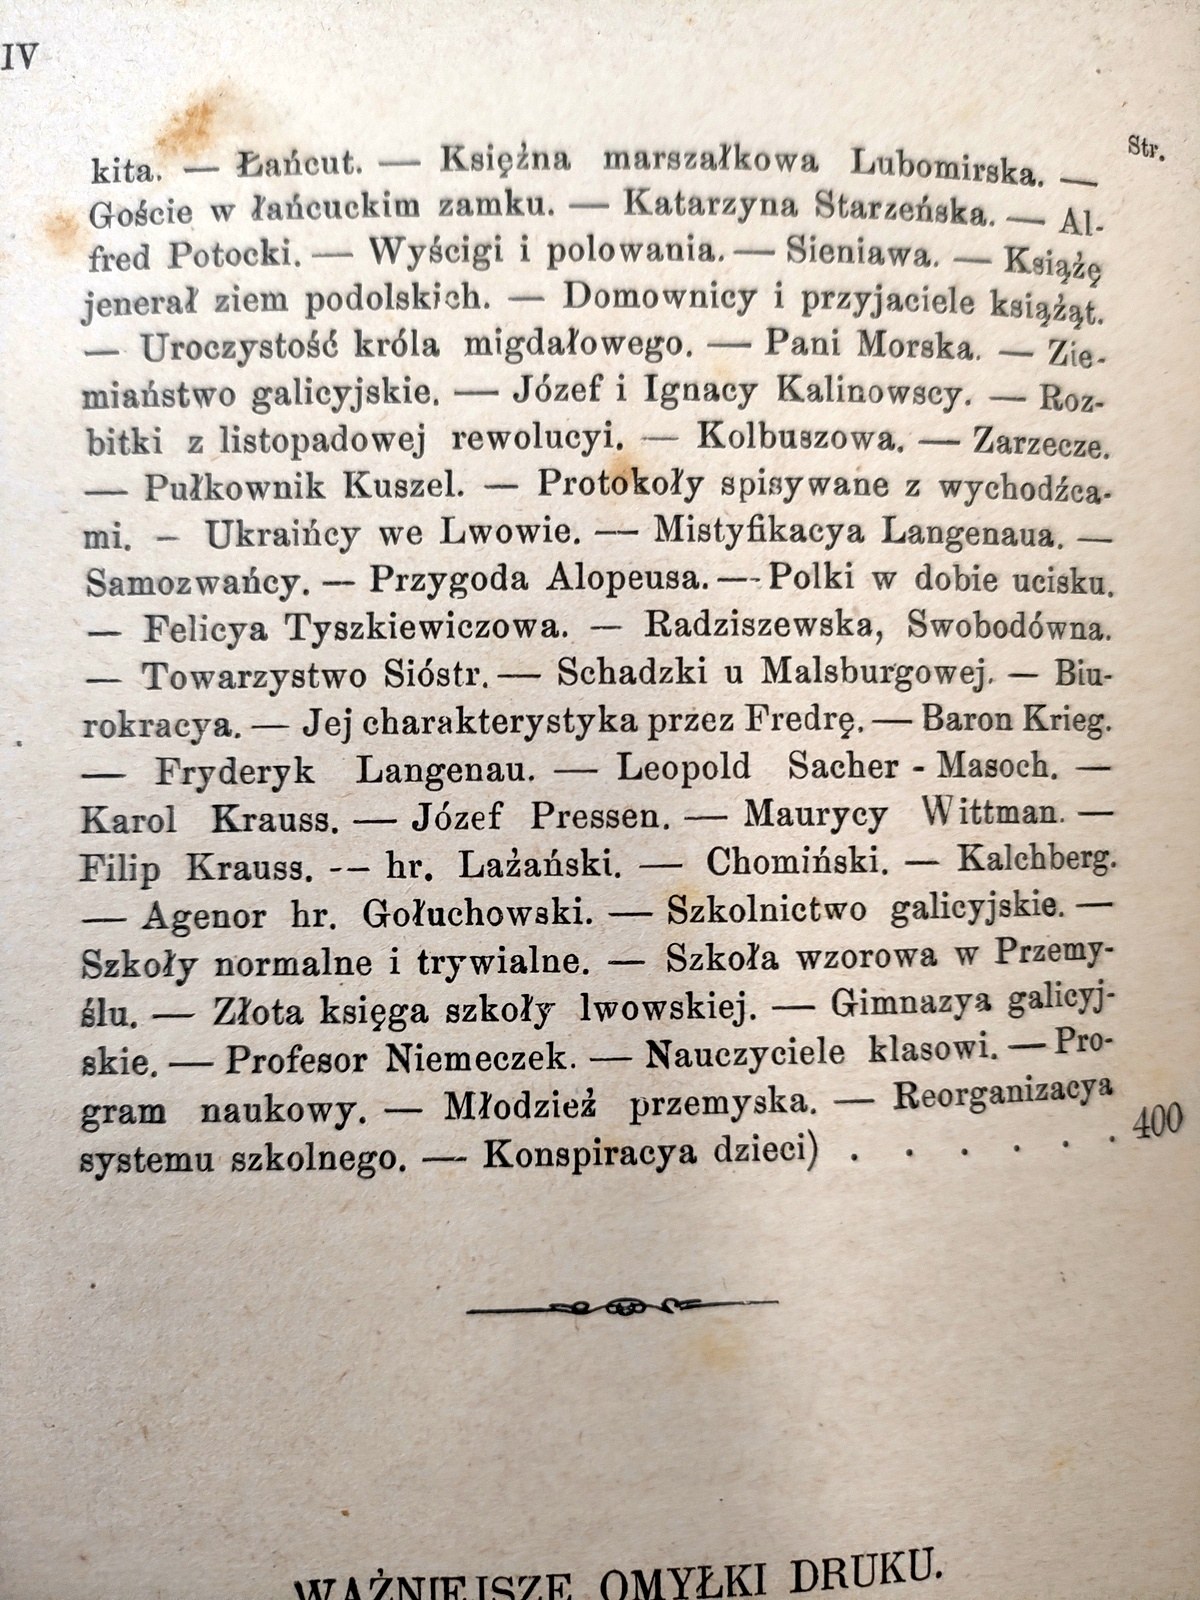 IV
Str.
kita. — Łańcut. — Księżna marszałkowa Lubomirska. —
Goście w łańcuckim zamku. — Katarzyna Starzeńska. — Al-
fred Potocki. — Wyścigi i polowania. — Sieniawa. — Książę
jenerał ziem podolskich. — Domownicy i przyjaciele książąt.
— Uroczystość króla migdałowego. — Pani Morska. — Zie-
miaństwo galicyjskie. — Józef i Ignacy Kalinowscy. — Roz-
bitki z listopadowej rewolucyi. — Kolbuszowa. — Zarzecze.
— Pułkownik Kuszel. — Protokoły spisywane z wychodźca-
mi. – Ukraińcy we Lwowie. — Mistyfikacya Langenaua. —
Samozwańcy. — Przygoda Alopeusa. — Polki w dobie ucisku.
— Felicya Tyszkiewiczowa. — Radziszewska, Swobodówna.
— Towarzystwo Sióstr. — Schadzki u Malsburgowej. — Biu-
rokracya. — Jej charakterystyka przez Fredrę. — Baron Krieg.
— Fryderyk Langenau. — Leopold Sacher - Masoch. —
Karol Krauss. — Józef Pressen. — Maurycy Wittman. —
Filip Krauss. -- hr. Lażański. — Chomiński. — Kalchberg.
— Agenor hr. Gołuchowski. — Szkolnictwo galicyjskie. —
Szkoły normalne i trywialne. — Szkoła wzorowa w Przemy-
ślu. — Złota księga szkoły lwowskiej. — Gimnazya galicyj-
skie. — Profesor Niemeczek. — Nauczyciele klasowi. — Pro-
gram naukowy. — Młodzież przemyska. — Reorganizacya
systemu szkolnego. — Konspiracya dzieci) . . . . . . 400
WAŻNIEJSZE OMYŁKI DRUKU.